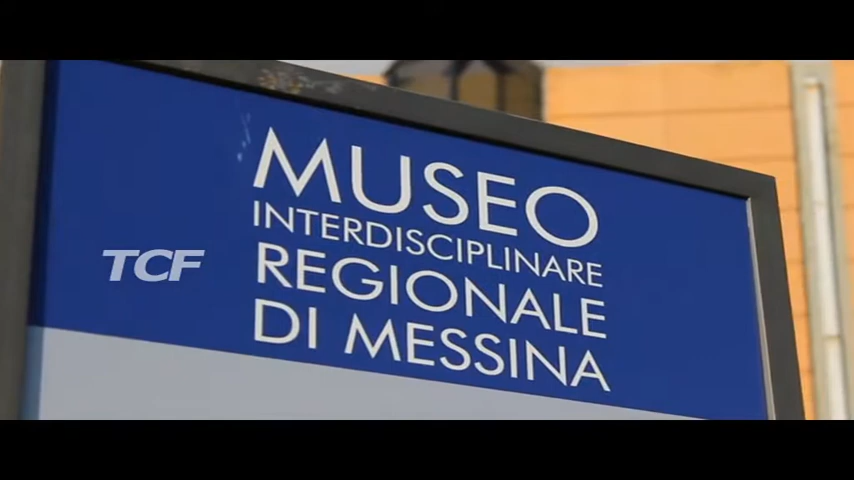 MUSEO
INTERDISCIPLINARE
REGIONALE
DI MESSINA
TCF